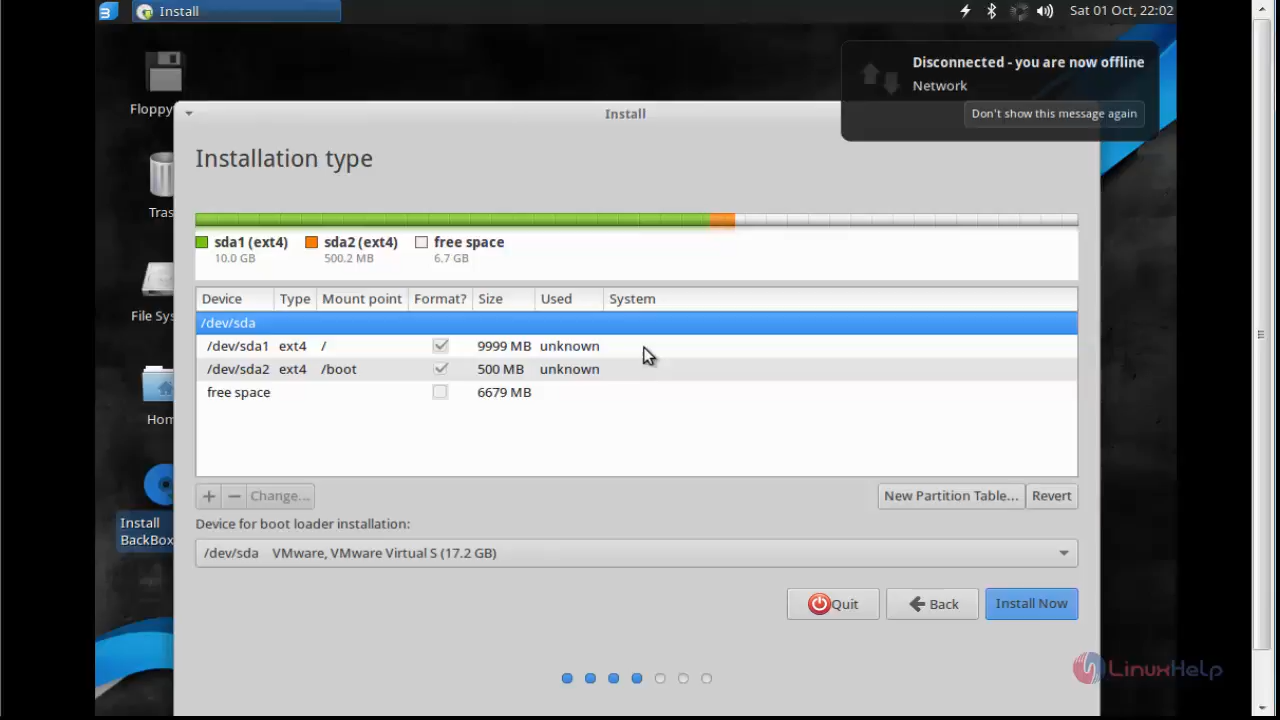 Install
Sat 01 Oct, 22:02
Disconnected - you are now offline
Network
Don't show this message again
Floppy
Install
Installation type
Tras
sda1 (ext4) sda2 (ext4) free space
10.0 GB 500.2 MB 6.7 GB
Device Type Mount point Format? Size Used System
File Sys
/dev/sda
/dev/sda1 ext4 / 9999 MB unknown
/dev/sda2 ext4 /boot 500 MB unknown
free space 6679 MB
Hom
+ − Change... New Partition Table... Revert
Install
BackBox
Device for boot loader installation:
/dev/sda VMware, VMware Virtual S (17.2 GB)
Quit Back Install Now
LinuxHelp